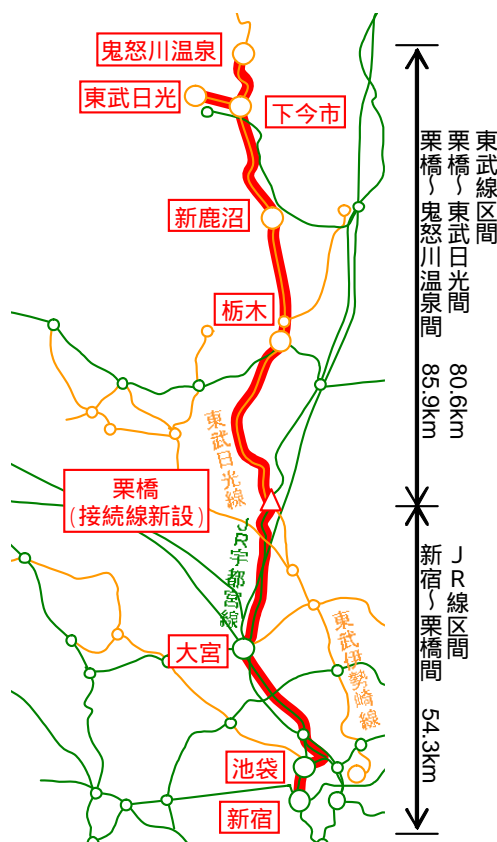 鬼怒川温泉
東武日光
下今市
新鹿沼
栃木
東武日光線
栗橋
(接続線新設)
JR宇都宮線
大宮
東武伊勢崎線
池袋
新宿
東武線区間
栗橋〜東武日光間 80.6km
栗橋〜鬼怒川温泉間 85.9km
JR線区間
新宿〜栗橋間 54.3km